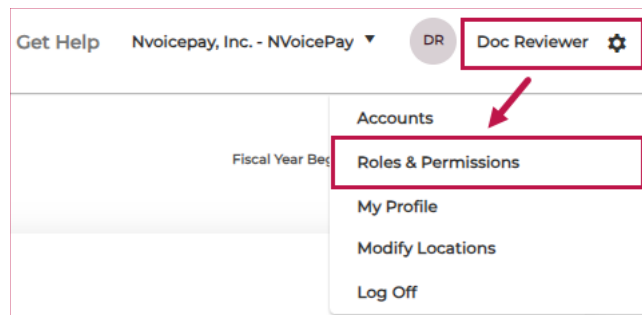 Get Help Nvoicepay, Inc. - NVoicePay DR Doc Reviewer
Accounts
Fiscal Year Beg
Roles & Permissions
My Profile
Modify Locations
Log Off